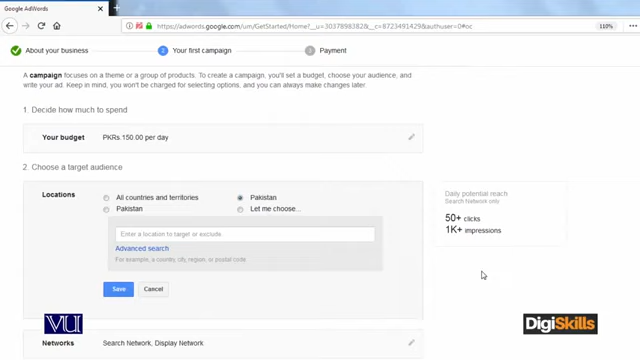 Google AdWords
https://adwords.google.com/um/GetStarted/Home?__u=3037898382&__c=8723491429&authuser=0#oc
110%
About your business
2 Your first campaign
3 Payment
A campaign focuses on a theme or a group of products. To create a campaign, you'll set a budget, choose your audience, and
write your ad. Keep in mind, you won't be charged for selecting options, and you can always make changes later.
1. Decide how much to spend
Your budget PKRs.150.00 per day
2. Choose a target audience
Locations
All countries and territories
Pakistan
Pakistan
Let me choose...
Enter a location to target or exclude.
Advanced search
For example, a country, city, region, or postal code.
Save Cancel
Daily potential reach
Search Network only
50+ clicks
1K+ impressions
VU
DigiSkills
Networks Search Network, Display Network